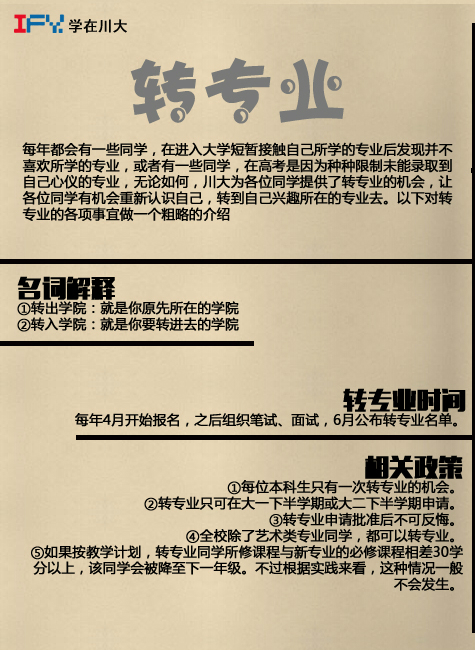 IFY 学在川大
转专业
每年都会有一些同学，在进入大学短暂接触自己所学的专业后发现并不
喜欢所学的专业，或者有一些同学，在高考是因为种种限制未能录取到
自己心仪的专业，无论如何，川大为各位同学提供了转专业的机会，让
各位同学有机会重新认识自己，转到自己兴趣所在的专业去。以下对转
专业的各项事宜做一个粗略的介绍
名词解释
①转出学院：就是你原先所在的学院
②转入学院：就是你要转进去的学院
转专业时间
每年4月开始报名，之后组织笔试、面试，6月公布转专业名单。
相关政策
①每位本科生只有一次转专业的机会。
②转专业只可在大一下半学期或大二下半学期申请。
③转专业申请批准后不可反悔。
④全校除了艺术类专业同学，都可以转专业。
⑤如果按教学计划，转专业同学所修课程与新专业的必修课程相差30学
分以上，该同学会被降至下一年级。不过根据实践来看，这种情况一般
不会发生。